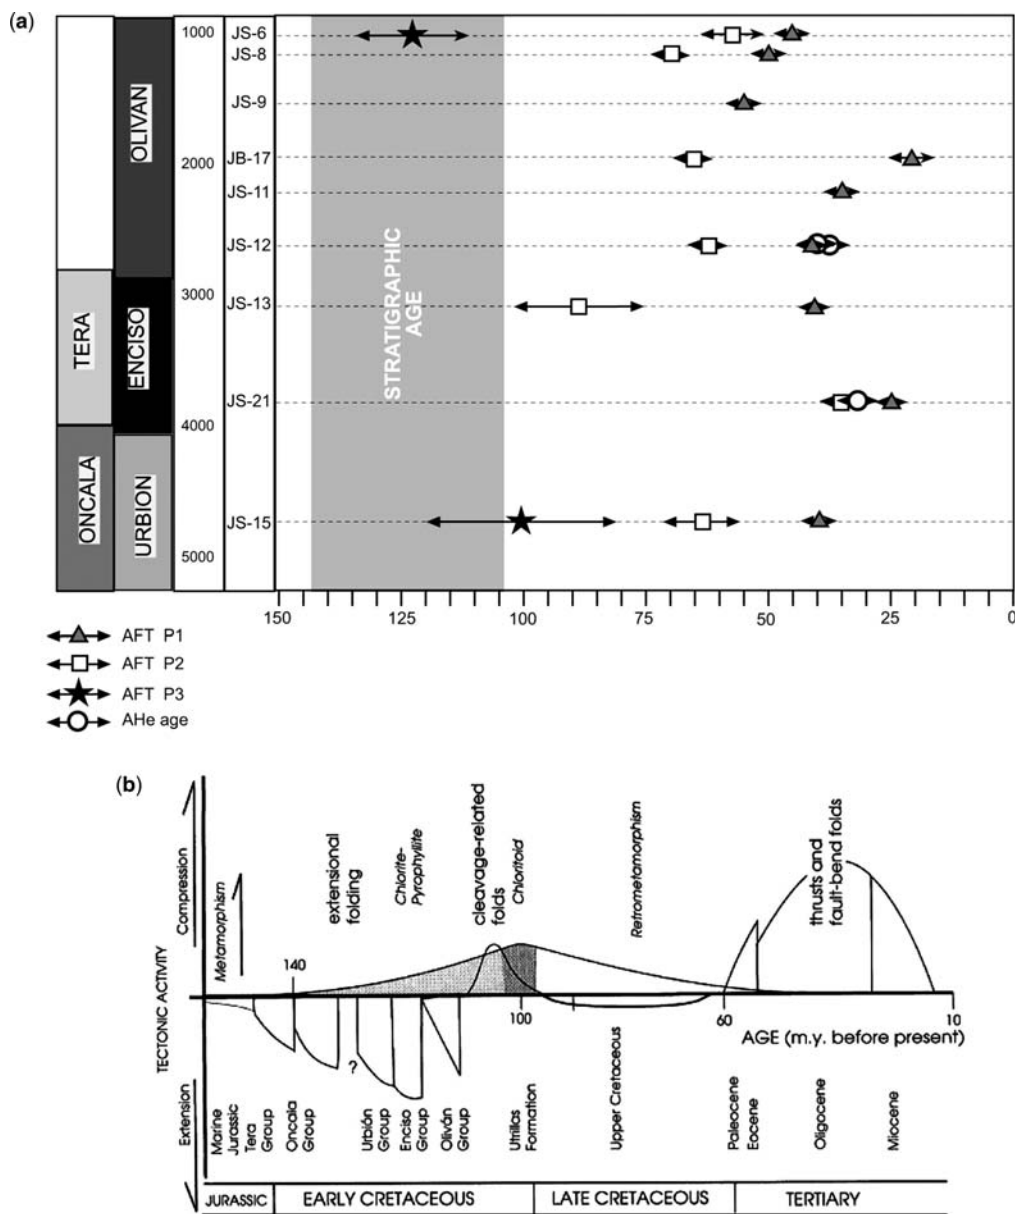 (a)
OLIVAN
TERA
ENCISO
ONCALA
URBION
1000
2000
3000
4000
5000
JS-6
JS-8
JS-9
JB-17
JS-11
JS-12
JS-13
JS-21
JS-15
STRATIGRAPHIC
AGE
150
125
100
75
50
25
0
AFT P1
AFT P2
AFT P3
AHe age
(b)
TECTONIC ACTIVITY
Compression
Extension
Metamorphism
140
extensional
folding
Chlorite-
Pyrophyllite
cleavage-related
folds
Chloritoid
Retrometamorphism
thrusts and
fault-bend folds
?
100
60
10
AGE (m.y. before present)
Marine
Jurassic
Tera
Group
Oncala
Group
Urbión
Group
Enciso
Group
Oliván
Group
Utrillas
Formation
Upper Cretaceous
Paleocene
Eocene
Oligocene
Miocene
JURASSIC
EARLY CRETACEOUS
LATE CRETACEOUS
TERTIARY